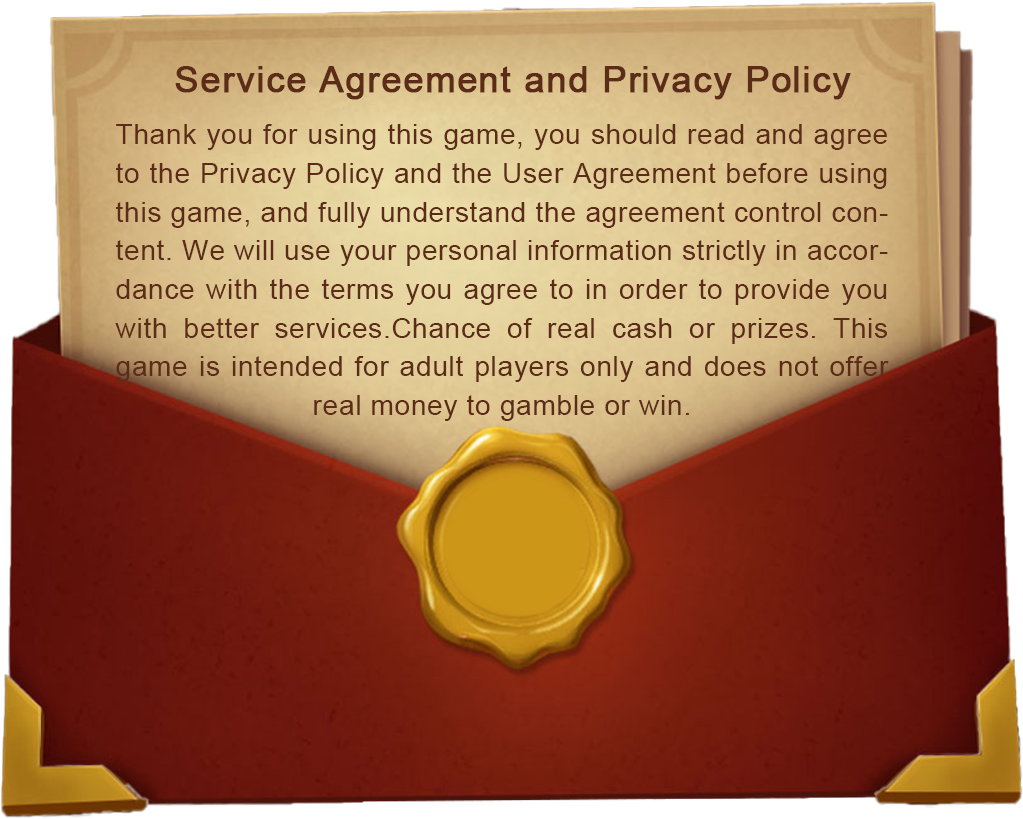 Service Agreement and Privacy Policy
Thank you for using this game, you should read and agree
to the Privacy Policy and the User Agreement before using
this game, and fully understand the agreement control con-
tent. We will use your personal information strictly in accor-
dance with the terms you agree to in order to provide you
with better services.Chance of real cash or prizes. This
game is intended for adult players only and does not offer
real money to gamble or win.